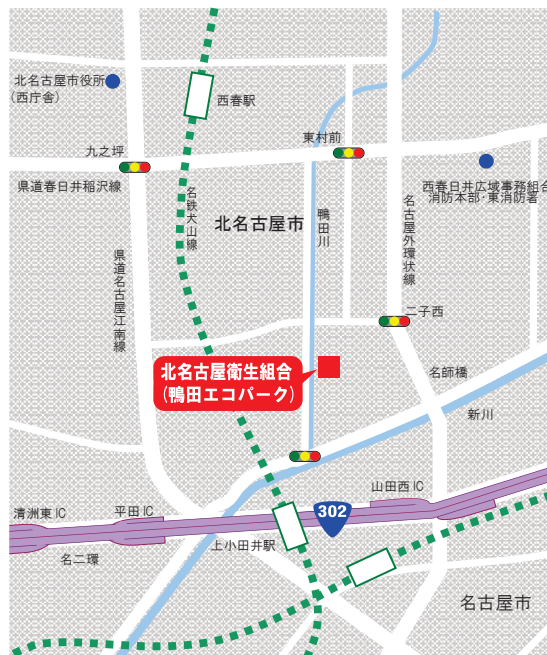 北名古屋市役所
（西庁舎）
西春駅
東村前
九之坪
県道春日井稲沢線
西春日井広域事務組合
消防本部・東消防署
名鉄犬山線
北名古屋市
鴨田川
名古屋外環状線
県道名古屋江南線
二子西
北名古屋衛生組合
（鴨田エコパーク）
名師橋
新川
山田西IC
清洲東IC
平田IC
302
上小田井駅
名二環
名古屋市